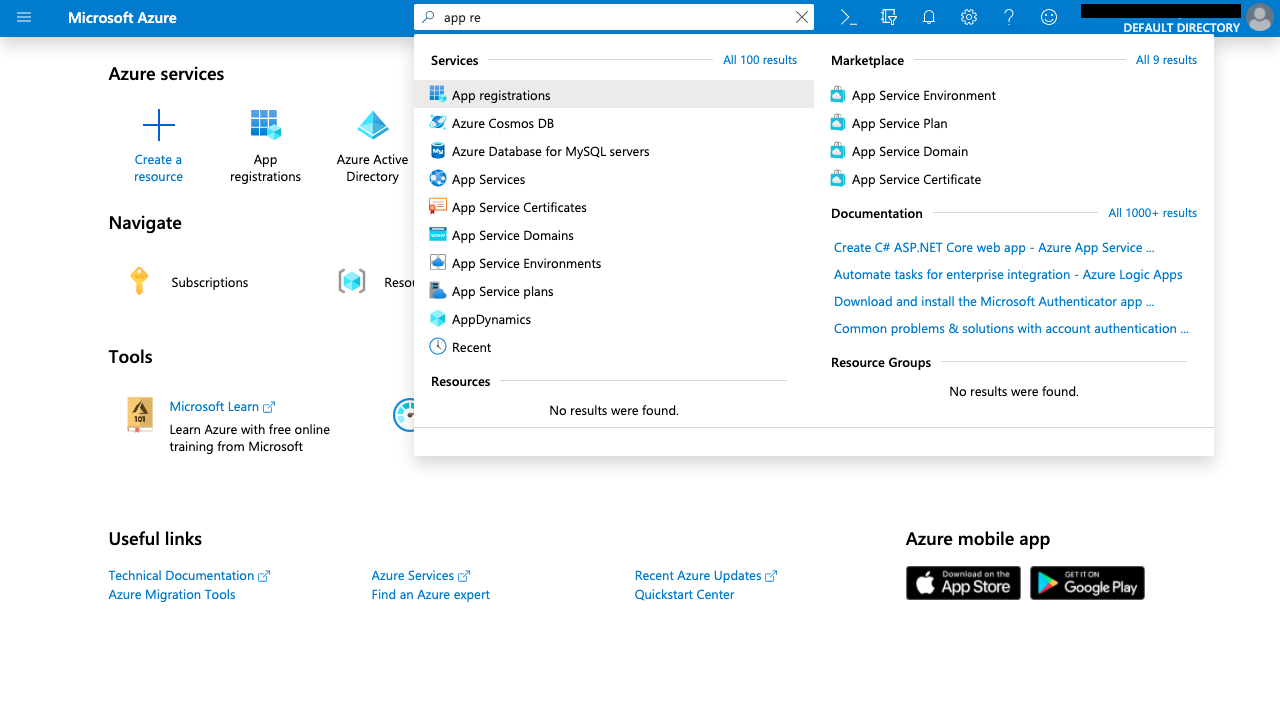 Microsoft Azure
app re
DEFAULT DIRECTORY
Azure services
Create a
resource
App
registrations
Azure Active
Directory
Navigate
Subscriptions
Resou
Tools
101
Microsoft Learn
Learn Azure with free online
training from Microsoft
Services
All 100 results
App registrations
Azure Cosmos DB
My
Azure Database for MySQL servers
App Services
App Service Certificates
www
App Service Domains
App Service Environments
App Service plans
AppDynamics
Recent
Resources
No results were found.
Marketplace
All 9 results
App Service Environment
App Service Plan
App Service Domain
App Service Certificate
Documentation
All 1000+ results
Create C# ASP.NET Core web app - Azure App Service ...
Automate tasks for enterprise integration - Azure Logic Apps
Download and install the Microsoft Authenticator app ...
Common problems & solutions with account authentication ...
Resource Groups
No results were found.
Useful links
Technical Documentation
Azure Migration Tools
Azure Services
Find an Azure expert
Recent Azure Updates
Quickstart Center
Azure mobile app
Download on the
App Store
GET IT ON
Google Play